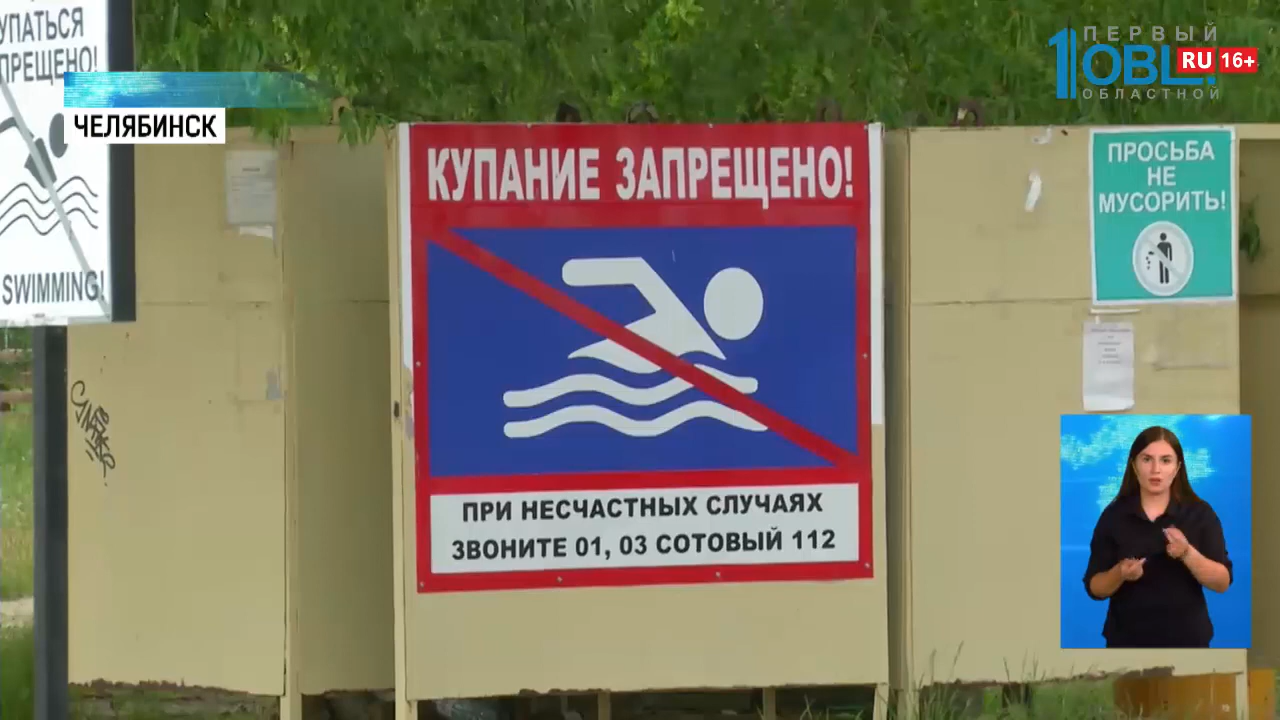 УПАТЬСЯ
ПРЕЩЕНО!
SWIMMING!
ЧЕЛЯБИНСК
КУПАНИЕ ЗАПРЕЩЕНО!
ПРИ НЕСЧАСТНЫХ СЛУЧАЯХ
ЗВОНИТЕ 01, 03 СОТОВЫЙ 112
ПЕРВЫЙ
1OBL.
RU 16+
ОБЛАСТНОЙ
ПРОСЬБА
НЕ
МУСОРИТЬ!